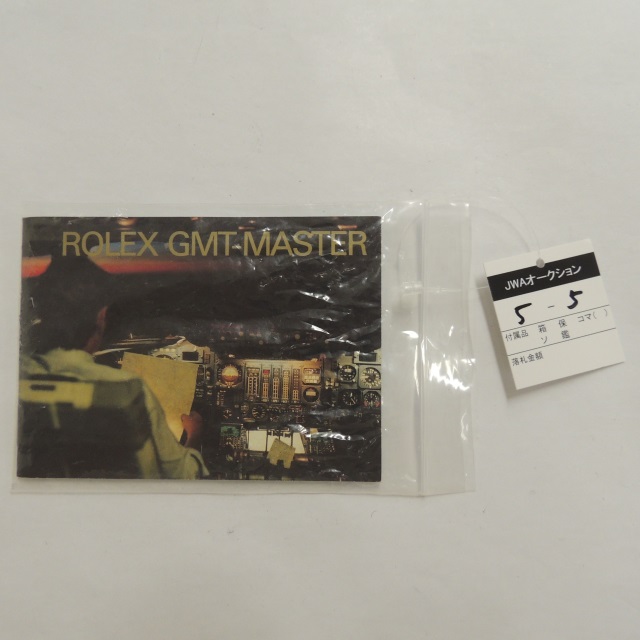 ROLEX GMT-MASTER
JWAオークション
5 - 5
付属品 箱 保 コマ( )
ソ 鑑
落札金額